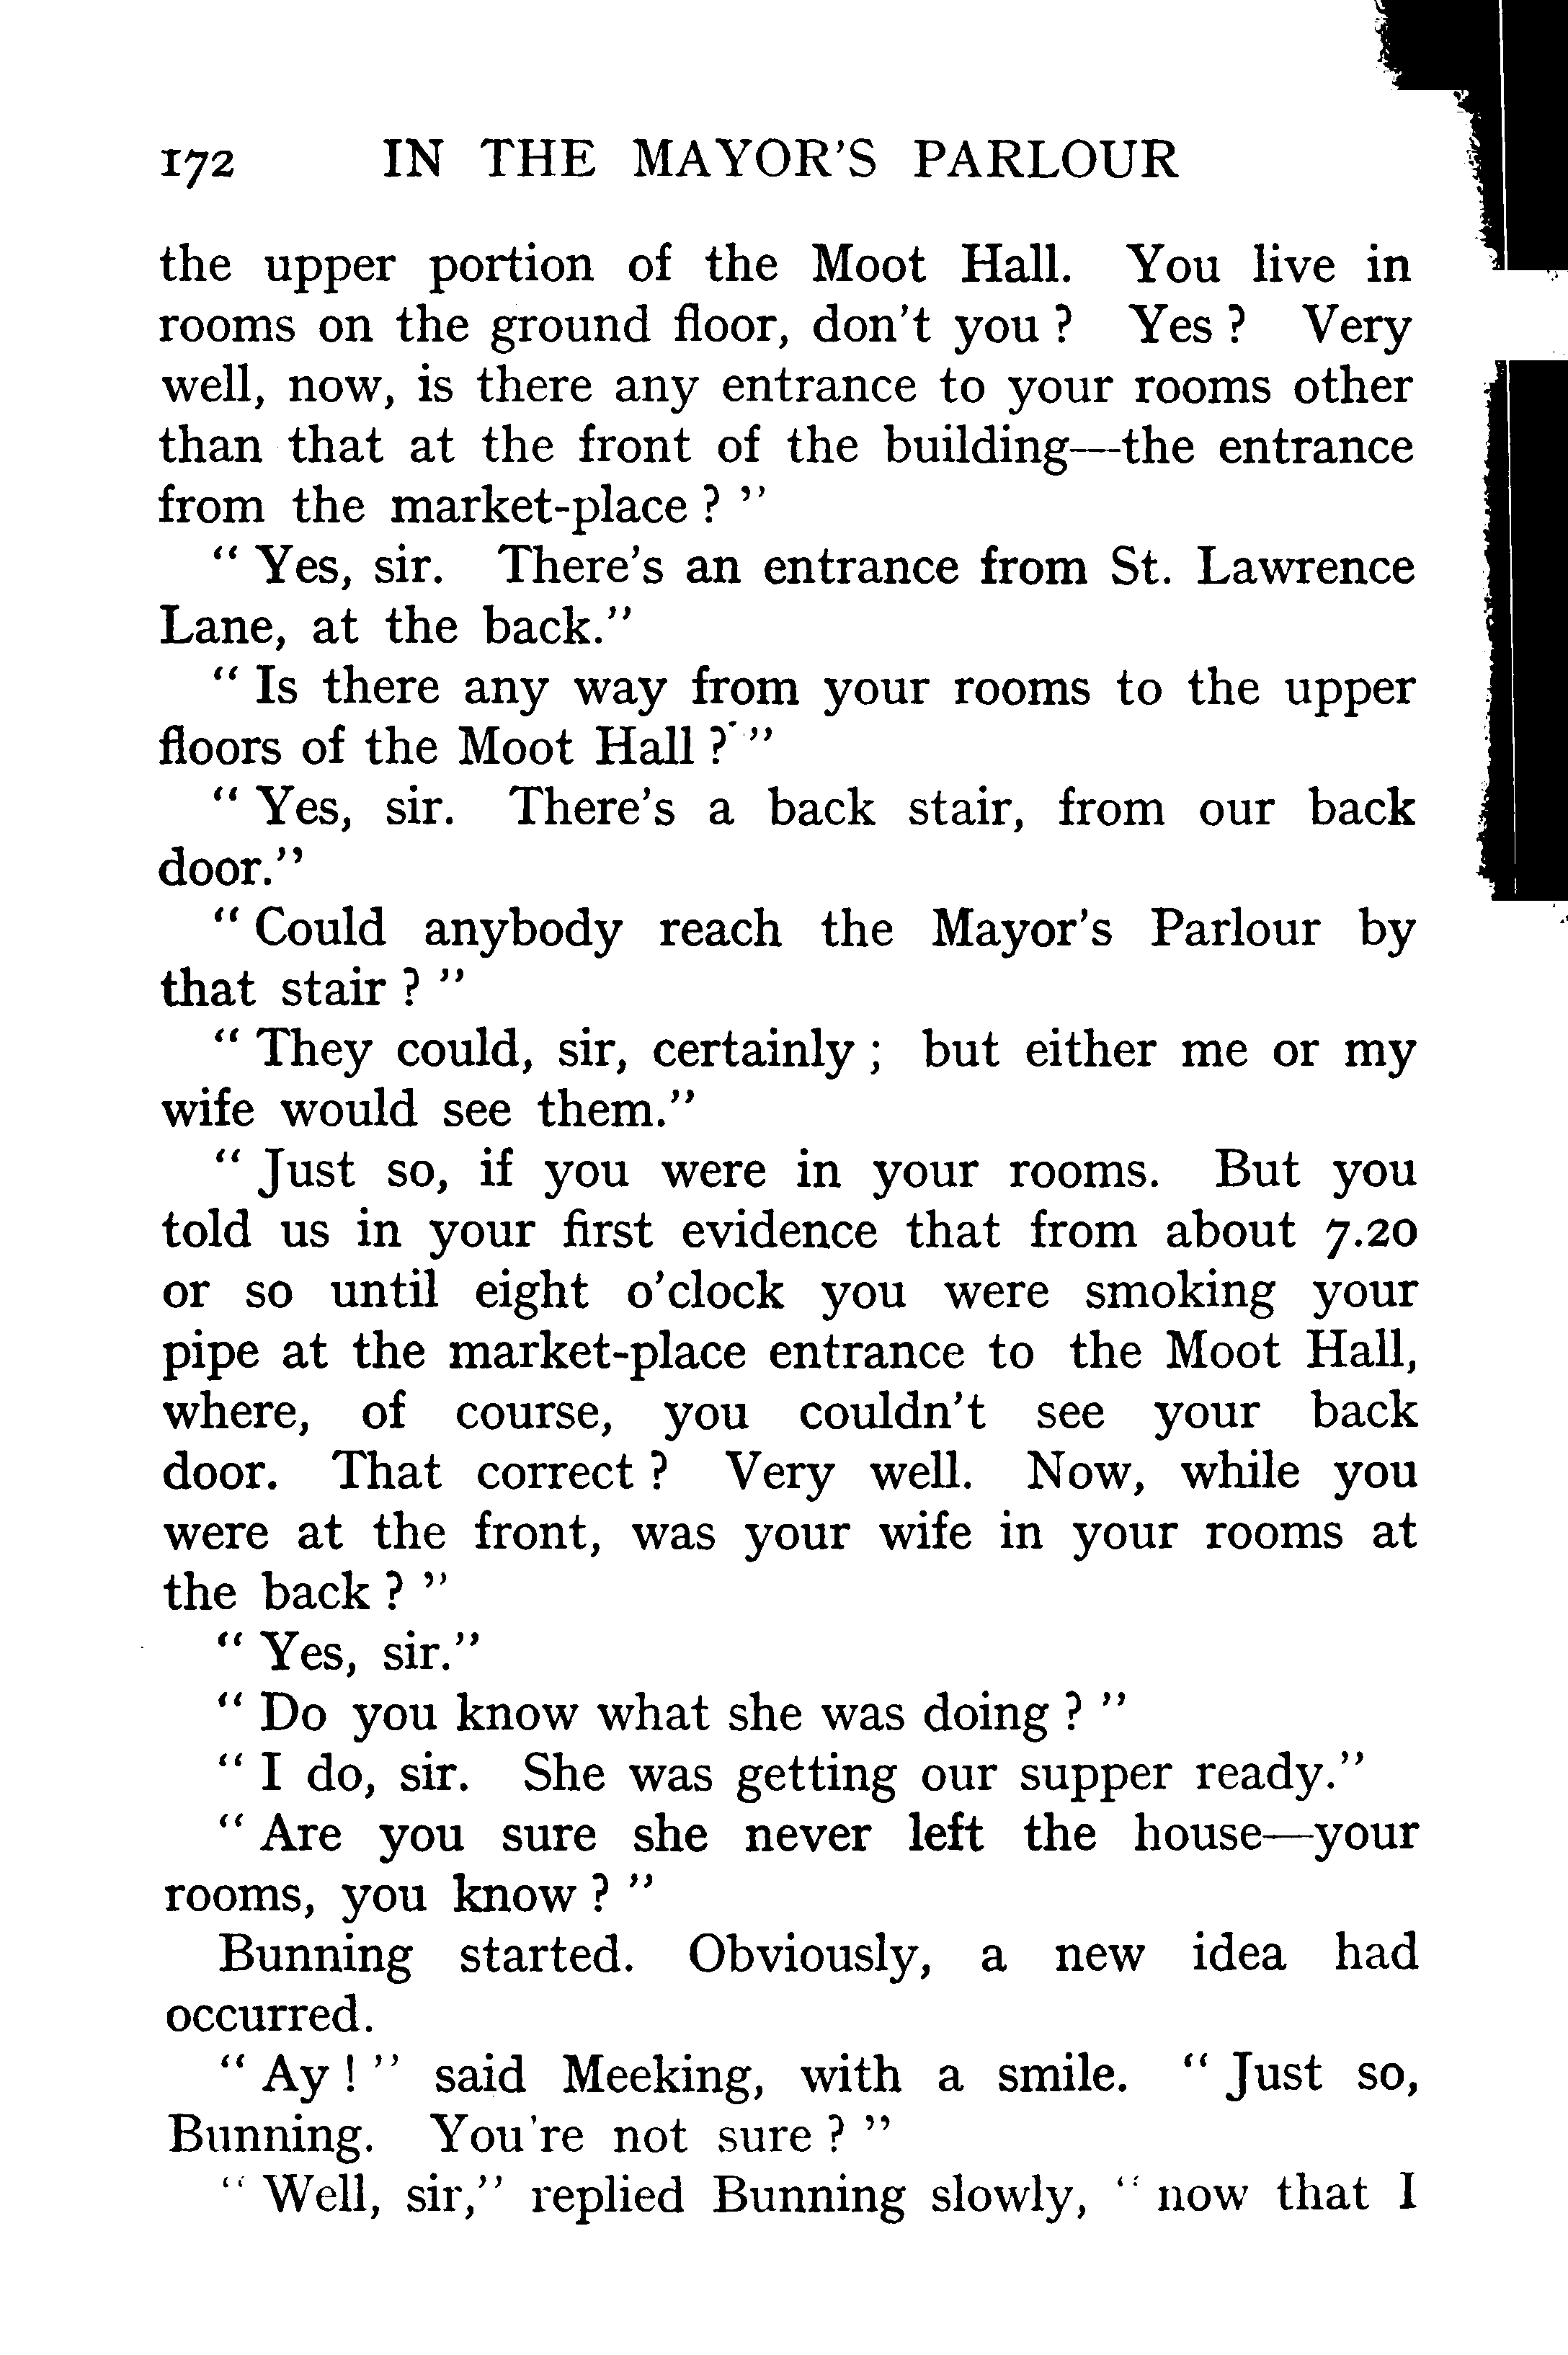 172 IN THE MAYOR'S PARLOUR
the upper portion of the Moot Hall. You live in
rooms on the ground floor, don't you ? Yes ? Very
well, now, is there any entrance to your rooms other
than that at the front of the building—the entrance
from the market-place ? ”
“ Yes, sir. There's an entrance from St. Lawrence
Lane, at the back.”
“ Is there any way from your rooms to the upper
floors of the Moot Hall ? ”
“ Yes, sir. There's a back stair, from our back
door.”
“ Could anybody reach the Mayor's Parlour by
that stair ? ”
“ They could, sir, certainly ; but either me or my
wife would see them.”
“ Just so, if you were in your rooms. But you
told us in your first evidence that from about 7.20
or so until eight o'clock you were smoking your
pipe at the market-place entrance to the Moot Hall,
where, of course, you couldn't see your back
door. That correct ? Very well. Now, while you
were at the front, was your wife in your rooms at
the back ? ”
“ Yes, sir.”
“ Do you know what she was doing ? ”
“ I do, sir. She was getting our supper ready.”
“ Are you sure she never left the house—your
rooms, you know ? ”
Bunning started. Obviously, a new idea had
occurred.
“ Ay ! ” said Meeking, with a smile. “ Just so,
Bunning. You're not sure ? ”
“ Well, sir,” replied Bunning slowly, “ now that I